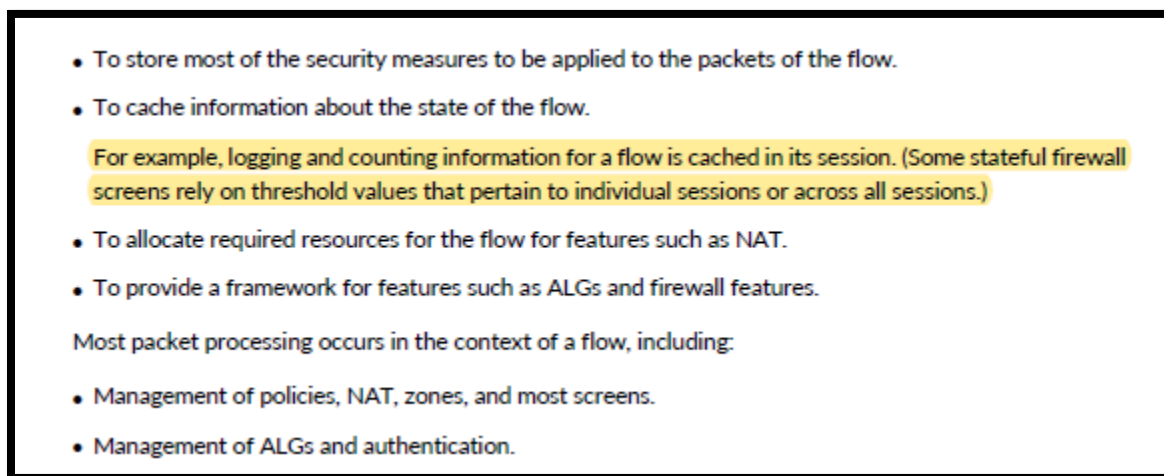 • To store most of the security measures to be applied to the packets of the flow.
• To cache information about the state of the flow.
For example, logging and counting information for a flow is cached in its session. (Some stateful firewall
screens rely on threshold values that pertain to individual sessions or across all sessions.)
• To allocate required resources for the flow for features such as NAT.
• To provide a framework for features such as ALGs and firewall features.
Most packet processing occurs in the context of a flow, including:
• Management of policies, NAT, zones, and most screens.
• Management of ALGs and authentication.